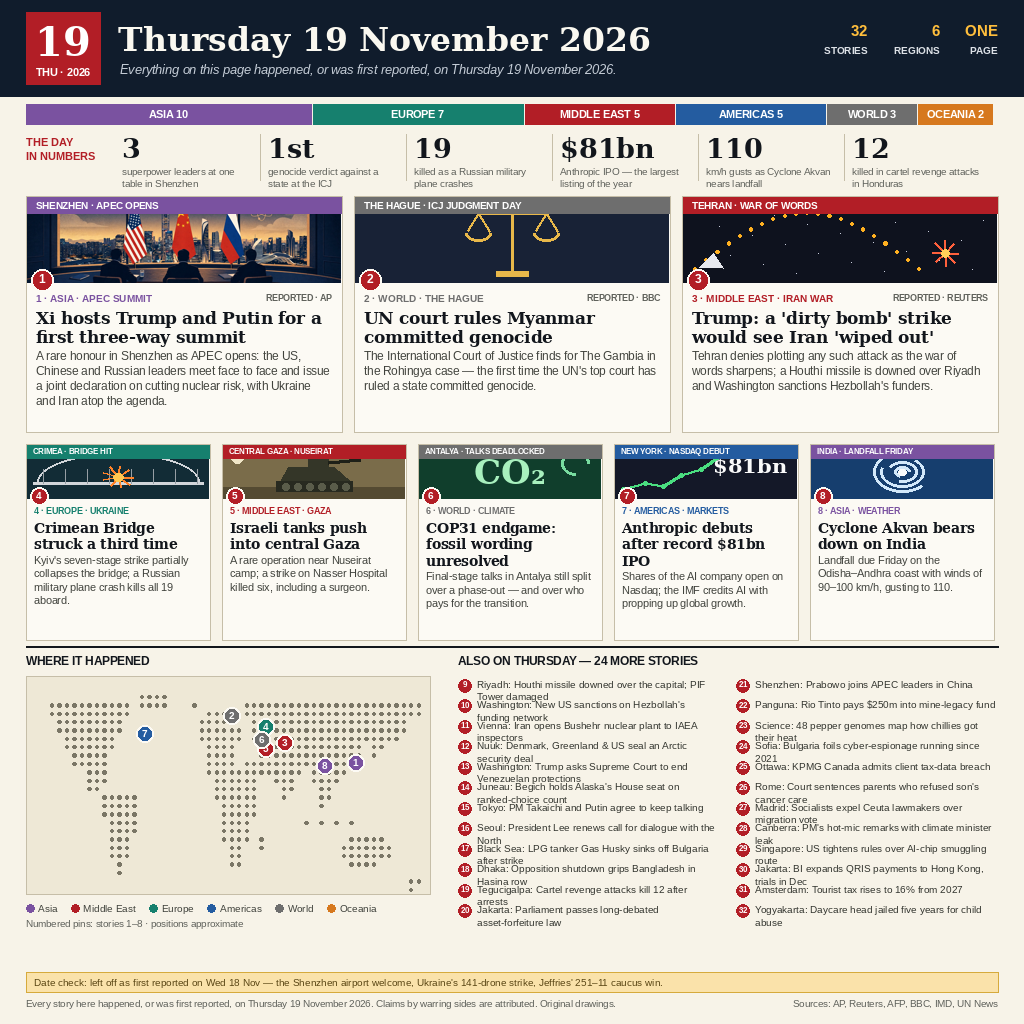 19
THU · 2026
Thursday 19 November 2026
Everything on this page happened, or was first reported, on Thursday 19 November 2026.
32
STORIES
6
REGIONS
ONE
PAGE
ASIA 10
EUROPE 7
MIDDLE EAST 5
AMERICAS 5
WORLD 3
OCEANIA 2
THE DAY
IN NUMBERS
3
superpower leaders at one
table in Shenzhen
1st
genocide verdict against a
state at the ICJ
19
killed as a Russian military
plane crashes
$81bn
Anthropic IPO — the largest
listing of the year
110
km/h gusts as Cyclone Akvan
nears landfall
12
killed in cartel revenge attacks
in Honduras
SHENZHEN · APEC OPENS
1
1 · ASIA · APEC SUMMIT
REPORTED · AP
Xi hosts Trump and Putin for a
first three-way summit
A rare honour in Shenzhen as APEC opens: the US,
Chinese and Russian leaders meet face to face and issue
a joint declaration on cutting nuclear risk, with Ukraine
and Iran atop the agenda.
THE HAGUE · ICJ JUDGMENT DAY
2
2 · WORLD · THE HAGUE
REPORTED · BBC
UN court rules Myanmar
committed genocide
The International Court of Justice finds for The Gambia in
the Rohingya case — the first time the UN's top court has
ruled a state committed genocide.
TEHRAN · WAR OF WORDS
3
3 · MIDDLE EAST · IRAN WAR
REPORTED · REUTERS
Trump: a 'dirty bomb' strike
would see Iran 'wiped out'
Tehran denies plotting any such attack as the war of
words sharpens; a Houthi missile is downed over Riyadh
and Washington sanctions Hezbollah's funders.
CRIMEA · BRIDGE HIT
4
4 · EUROPE · UKRAINE
Crimean Bridge
struck a third time
Kyiv's seven-stage strike partially
collapses the bridge; a Russian
military plane crash kills all 19
aboard.
CENTRAL GAZA · NUSEIRAT
5
5 · MIDDLE EAST · GAZA
Israeli tanks push
into central Gaza
A rare operation near Nuseirat
camp; a strike on Nasser Hospital
killed six, including a surgeon.
ANTALYA · TALKS DEADLOCKED
CO₂
6
6 · WORLD · CLIMATE
COP31 endgame:
fossil wording
unresolved
Final-stage talks in Antalya still split
over a phase-out — and over who
pays for the transition.
NEW YORK · NASDAQ DEBUT
$81bn
7
7 · AMERICAS · MARKETS
Anthropic debuts
after record $81bn
IPO
Shares of the AI company open on
Nasdaq; the IMF credits AI with
propping up global growth.
INDIA · LANDFALL FRIDAY
8
8 · ASIA · WEATHER
Cyclone Akvan bears
down on India
Landfall due Friday on the
Odisha–Andhra coast with winds of
90–100 km/h, gusting to 110.
WHERE IT HAPPENED
2
7
4
6
5
3
8
1
Asia
Middle East
Europe
Americas
World
Oceania
Numbered pins: stories 1–8 · positions approximate
ALSO ON THURSDAY — 24 MORE STORIES
9 Riyadh: Houthi missile downed over the capital; PIF
Tower damaged
10 Washington: New US sanctions on Hezbollah's
funding network
11 Vienna: Iran opens Bushehr nuclear plant to IAEA
inspectors
12 Nuuk: Denmark, Greenland & US seal an Arctic
security deal
13 Washington: Trump asks Supreme Court to end
Venezuelan protections
14 Juneau: Begich holds Alaska's House seat on
ranked-choice count
15 Tokyo: PM Takaichi and Putin agree to keep talking
16 Seoul: President Lee renews call for dialogue with the
North
17 Black Sea: LPG tanker Gas Husky sinks off Bulgaria
after strike
18 Dhaka: Opposition shutdown grips Bangladesh in
Hasina row
19 Tegucigalpa: Cartel revenge attacks kill 12 after
arrests
20 Jakarta: Parliament passes long-debated
asset-forfeiture law
21 Shenzhen: Prabowo joins APEC leaders in China
22 Panguna: Rio Tinto pays $250m into mine-legacy fund
23 Science: 48 pepper genomes map how chillies got
their heat
24 Sofia: Bulgaria foils cyber-espionage running since
2021
25 Ottawa: KPMG Canada admits client tax-data breach
26 Rome: Court sentences parents who refused son's
cancer care
27 Madrid: Socialists expel Ceuta lawmakers over
migration vote
28 Canberra: PM's hot-mic remarks with climate minister
leak
29 Singapore: US tightens rules over AI-chip smuggling
route
30 Jakarta: BI expands QRIS payments to Hong Kong,
trials in Dec
31 Amsterdam: Tourist tax rises to 16% from 2027
32 Yogyakarta: Daycare head jailed five years for child
abuse
Date check: left off as first reported on Wed 18 Nov — the Shenzhen airport welcome, Ukraine's 141-drone strike, Jeffries' 251–11 caucus win.
Every story here happened, or was first reported, on Thursday 19 November 2026. Claims by warring sides are attributed. Original drawings.
Sources: AP, Reuters, AFP, BBC, IMD, UN News